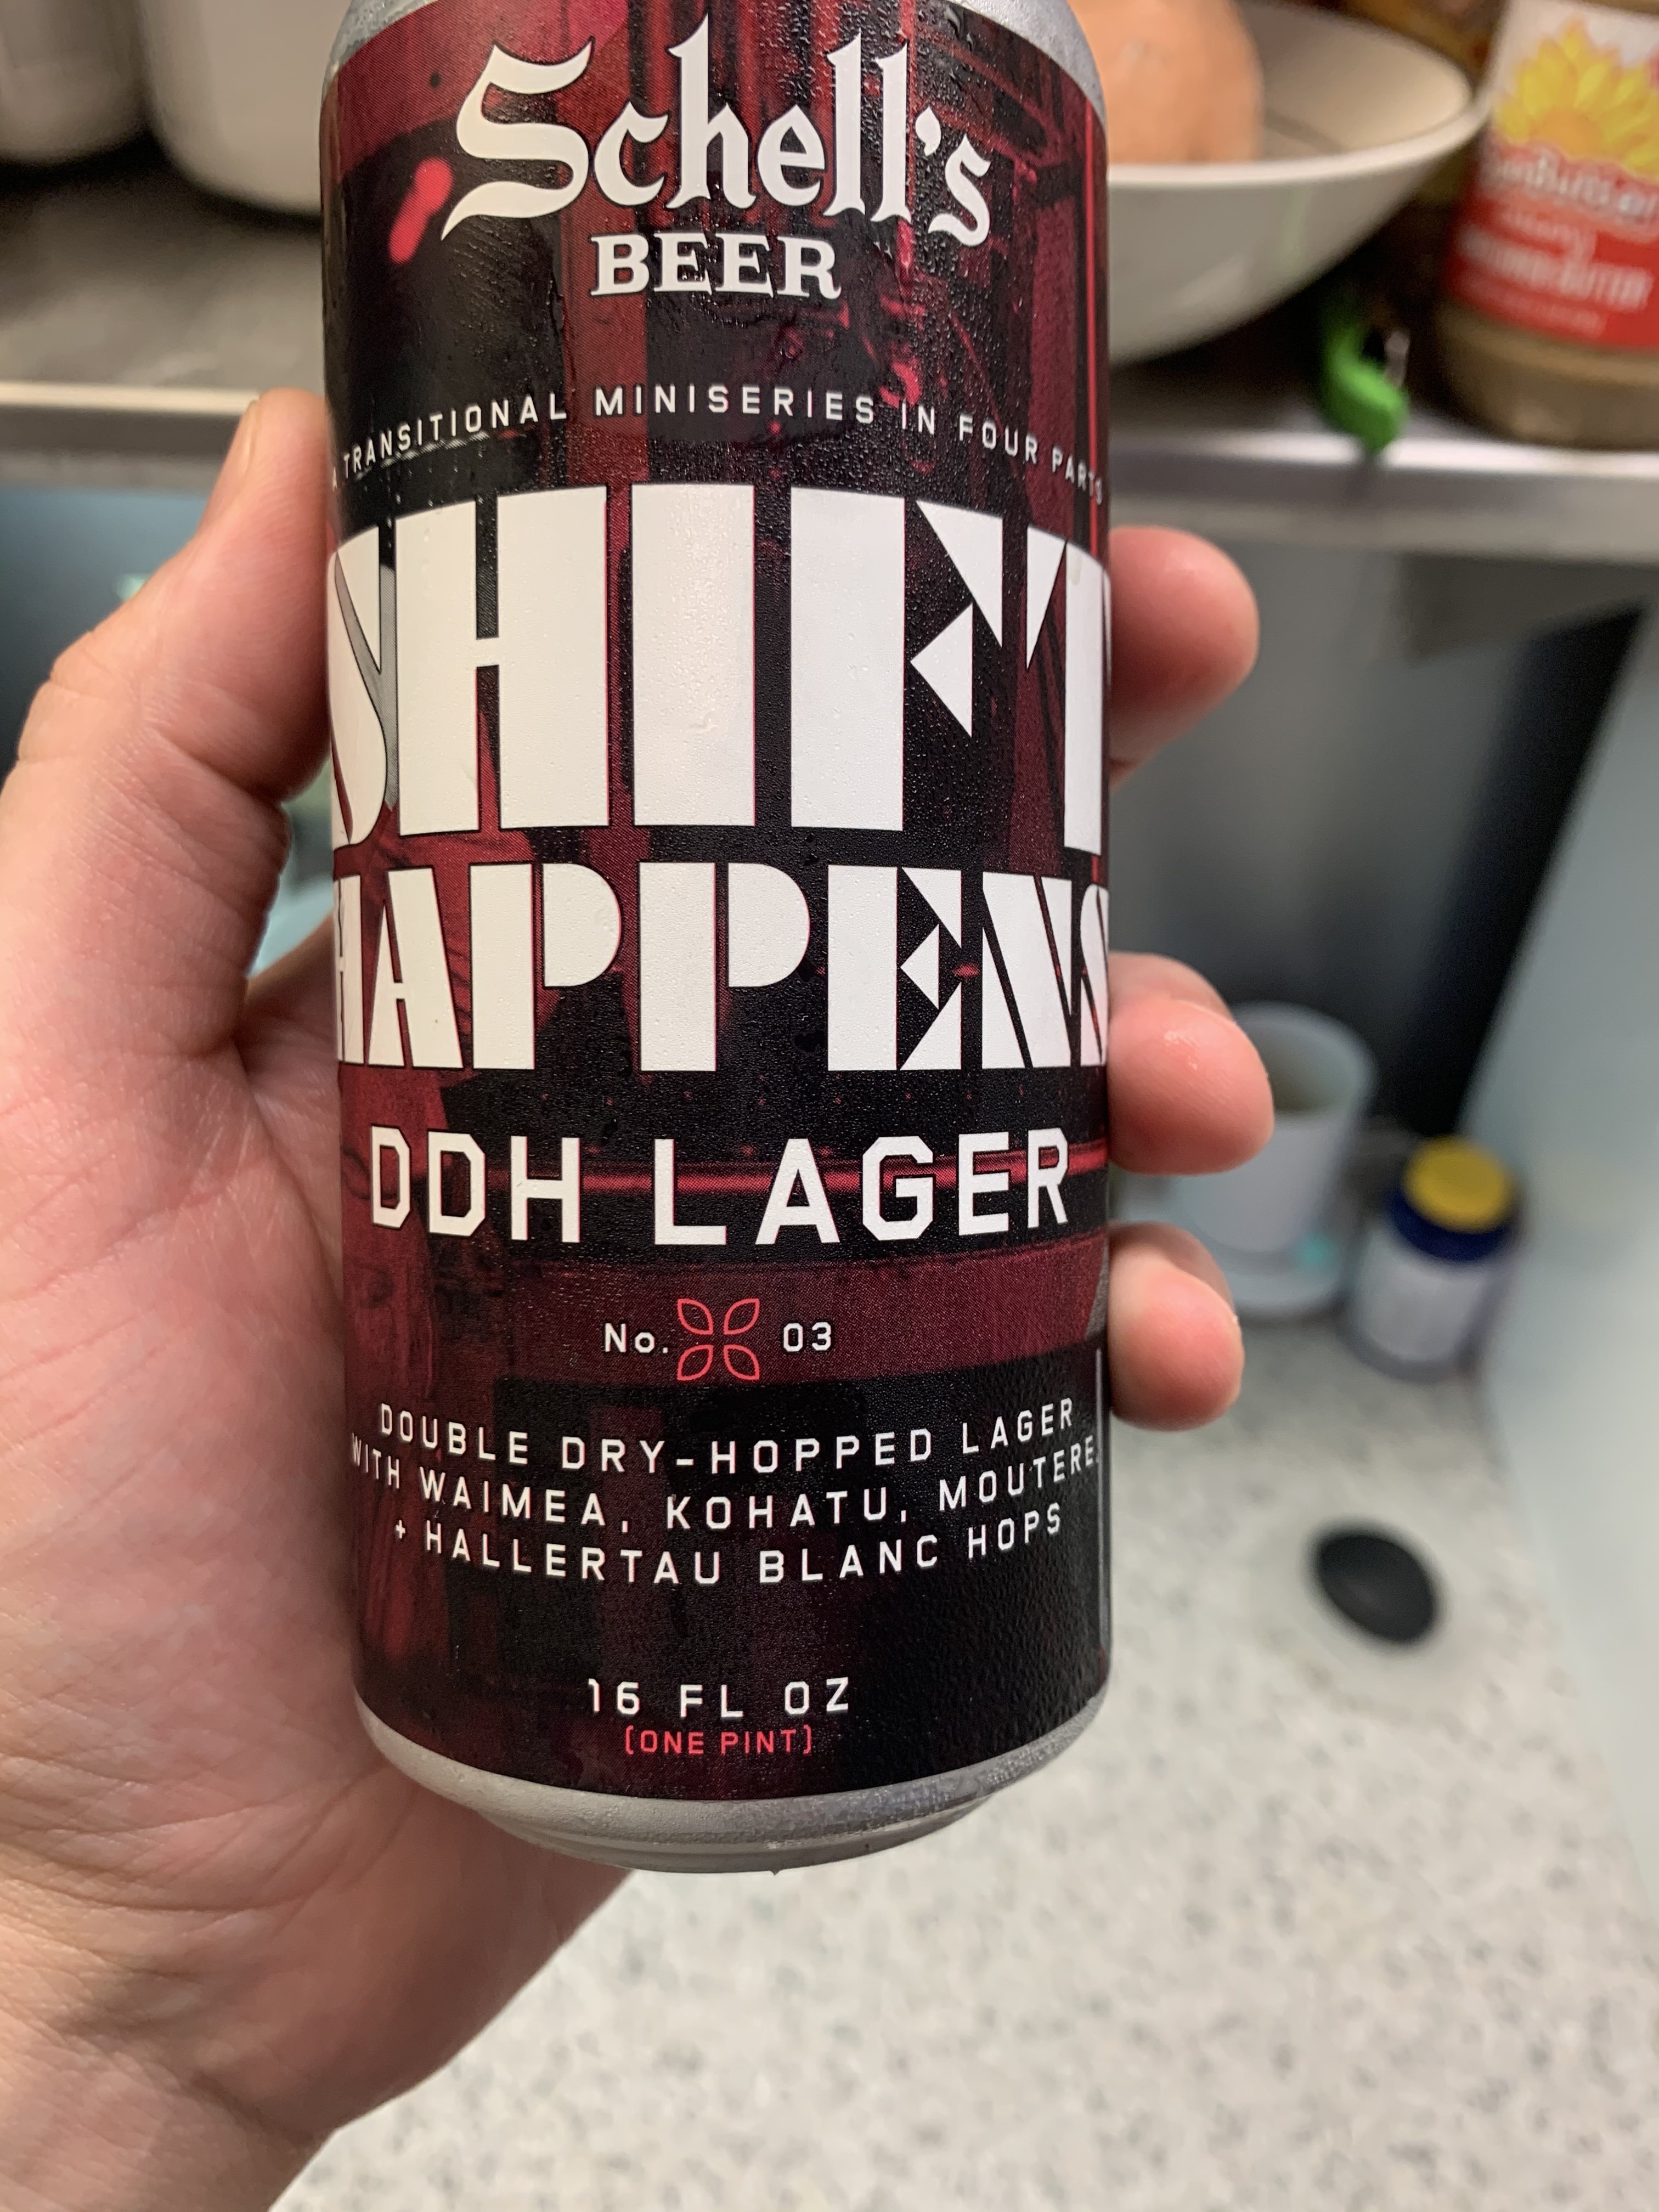 Schell's
BEER
A TRANSITIONAL MINISERIES IN FOUR PARTS
SHIFT
HAPPENS
DDH LAGER
No. 03
DOUBLE DRY-HOPPED LAGER
WITH WAIMEA, KOHATU, MOUTERE,
+ HALLERTAU BLANC HOPS
16 FL OZ
(ONE PINT)
SunButter